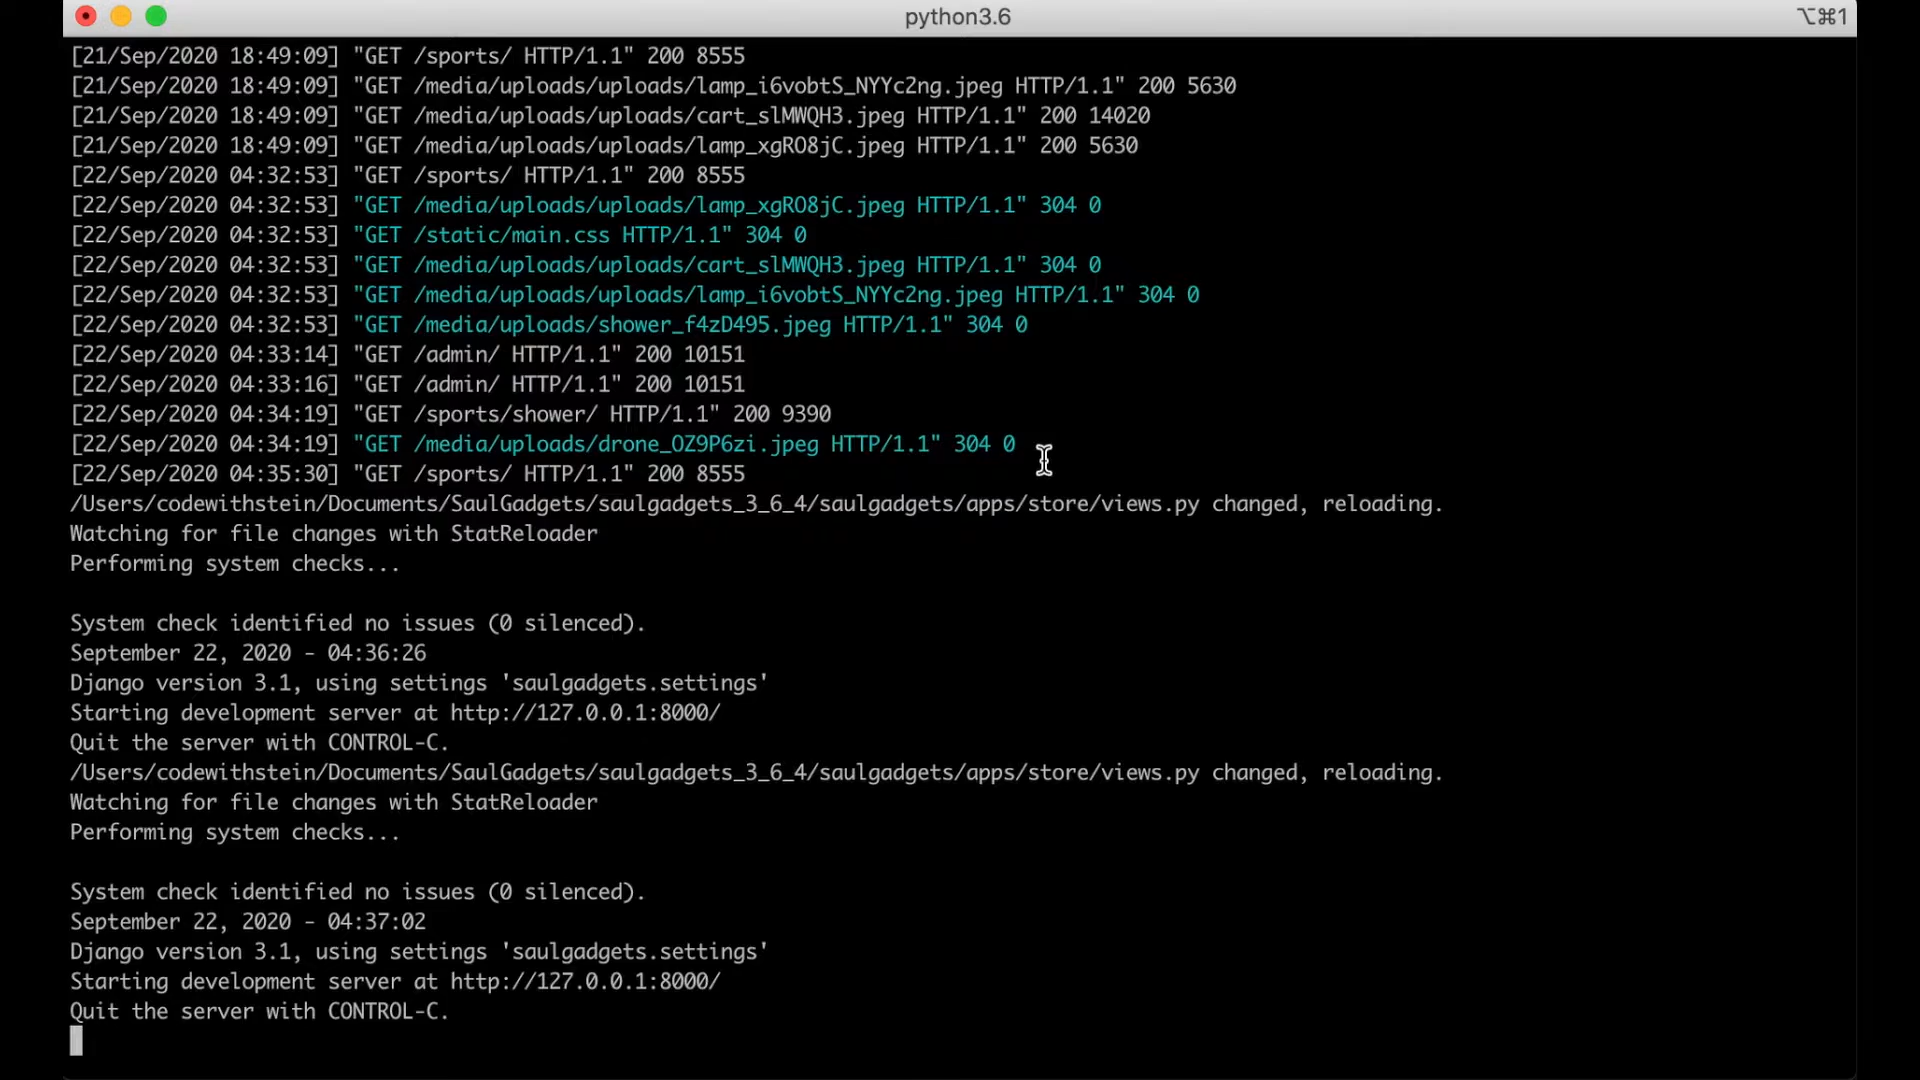 python3.6
⌥⌘1
[21/Sep/2020 18:49:09] "GET /sports/ HTTP/1.1" 200 8555
[21/Sep/2020 18:49:09] "GET /media/uploads/uploads/lamp_i6vobtS_NYYc2ng.jpeg HTTP/1.1" 200 5630
[21/Sep/2020 18:49:09] "GET /media/uploads/uploads/cart_slMWQH3.jpeg HTTP/1.1" 200 14020
[21/Sep/2020 18:49:09] "GET /media/uploads/uploads/lamp_xgRO8jC.jpeg HTTP/1.1" 200 5630
[22/Sep/2020 04:32:53] "GET /sports/ HTTP/1.1" 200 8555
[22/Sep/2020 04:32:53] "GET /media/uploads/uploads/lamp_xgRO8jC.jpeg HTTP/1.1" 304 0
[22/Sep/2020 04:32:53] "GET /static/main.css HTTP/1.1" 304 0
[22/Sep/2020 04:32:53] "GET /media/uploads/uploads/cart_slMWQH3.jpeg HTTP/1.1" 304 0
[22/Sep/2020 04:32:53] "GET /media/uploads/uploads/lamp_i6vobtS_NYYc2ng.jpeg HTTP/1.1" 304 0
[22/Sep/2020 04:32:53] "GET /media/uploads/shower_f4zD495.jpeg HTTP/1.1" 304 0
[22/Sep/2020 04:33:14] "GET /admin/ HTTP/1.1" 200 10151
[22/Sep/2020 04:33:16] "GET /admin/ HTTP/1.1" 200 10151
[22/Sep/2020 04:34:19] "GET /sports/shower/ HTTP/1.1" 200 9390
[22/Sep/2020 04:34:19] "GET /media/uploads/drone_OZ9P6zi.jpeg HTTP/1.1" 304 0
[22/Sep/2020 04:35:30] "GET /sports/ HTTP/1.1" 200 8555
/Users/codewithstein/Documents/SaulGadgets/saulgadgets_3_6_4/saulgadgets/apps/store/views.py changed, reloading.
Watching for file changes with StatReloader
Performing system checks...
System check identified no issues (0 silenced).
September 22, 2020 - 04:36:26
Django version 3.1, using settings 'saulgadgets.settings'
Starting development server at http://127.0.0.1:8000/
Quit the server with CONTROL-C.
/Users/codewithstein/Documents/SaulGadgets/saulgadgets_3_6_4/saulgadgets/apps/store/views.py changed, reloading.
Watching for file changes with StatReloader
Performing system checks...
System check identified no issues (0 silenced).
September 22, 2020 - 04:37:02
Django version 3.1, using settings 'saulgadgets.settings'
Starting development server at http://127.0.0.1:8000/
Quit the server with CONTROL-C.